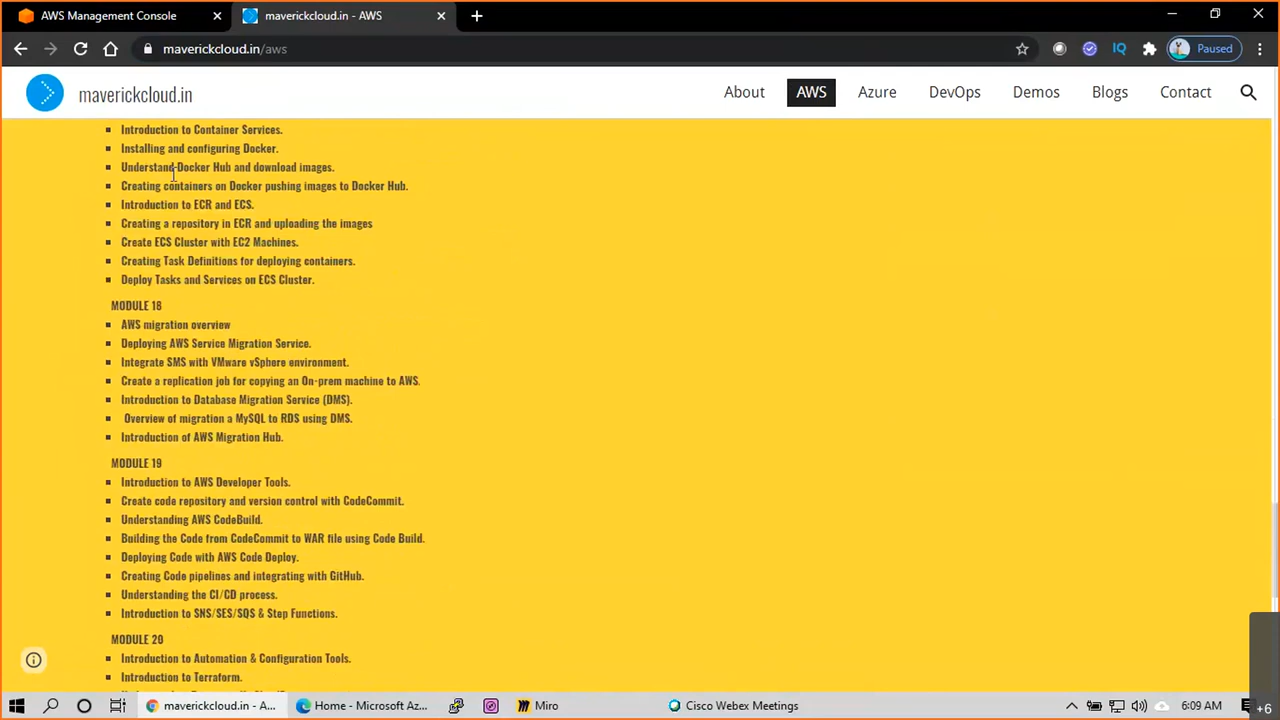 AWS Management Console
maverickcloud.in - AWS
maverickcloud.in/aws
IQ
Paused
maverickcloud.in
About AWS Azure DevOps Demos Blogs Contact
Introduction to Container Services.
Installing and configuring Docker.
Understand Docker Hub and download images.
Creating containers on Docker pushing images to Docker Hub.
Introduction to ECR and ECS.
Creating a repository in ECR and uploading the images
Create ECS Cluster with EC2 Machines.
Creating Task Definitions for deploying containers.
Deploy Tasks and Services on ECS Cluster.
MODULE 18
AWS migration overview
Deploying AWS Service Migration Service.
Integrate SMS with VMware vSphere environment.
Create a replication job for copying an On-prem machine to AWS.
Introduction to Database Migration Service (DMS).
Overview of migration a MySQL to RDS using DMS.
Introduction of AWS Migration Hub.
MODULE 19
Introduction to AWS Developer Tools.
Create code repository and version control with CodeCommit.
Understanding AWS CodeBuild.
Building the Code from CodeCommit to WAR file using Code Build.
Deploying Code with AWS Code Deploy.
Creating Code pipelines and integrating with GitHub.
Understanding the CI/CD process.
Introduction to SNS/SES/SQS & Step Functions.
MODULE 20
Introduction to Automation & Configuration Tools.
Introduction to Terraform.
maverickcloud.in - A...
Home - Microsoft Az...
Miro
Cisco Webex Meetings
6:09 AM
+6